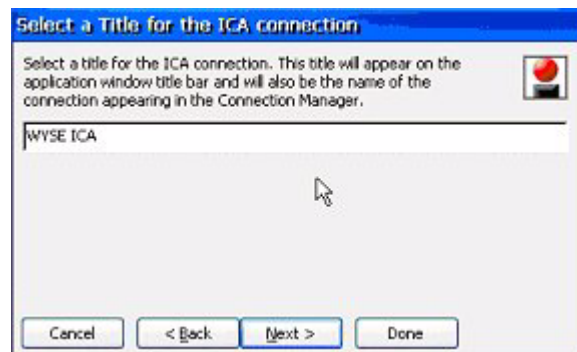 Select a Title for the ICA connection
Select a title for the ICA connection. This title will appear on the
application window title bar and will also be the name of the
connection appearing in the Connection Manager.
WYSE ICA
Cancel
< Back
Next >
Done